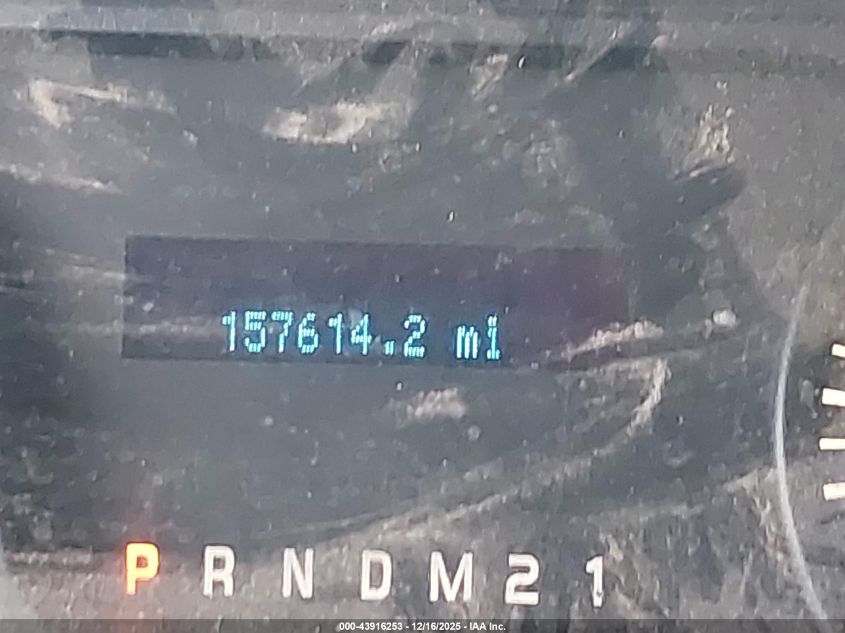 157614.2 mi
P R N D M 2 1
000-43916253 - 12/16/2025 - IAA Inc.